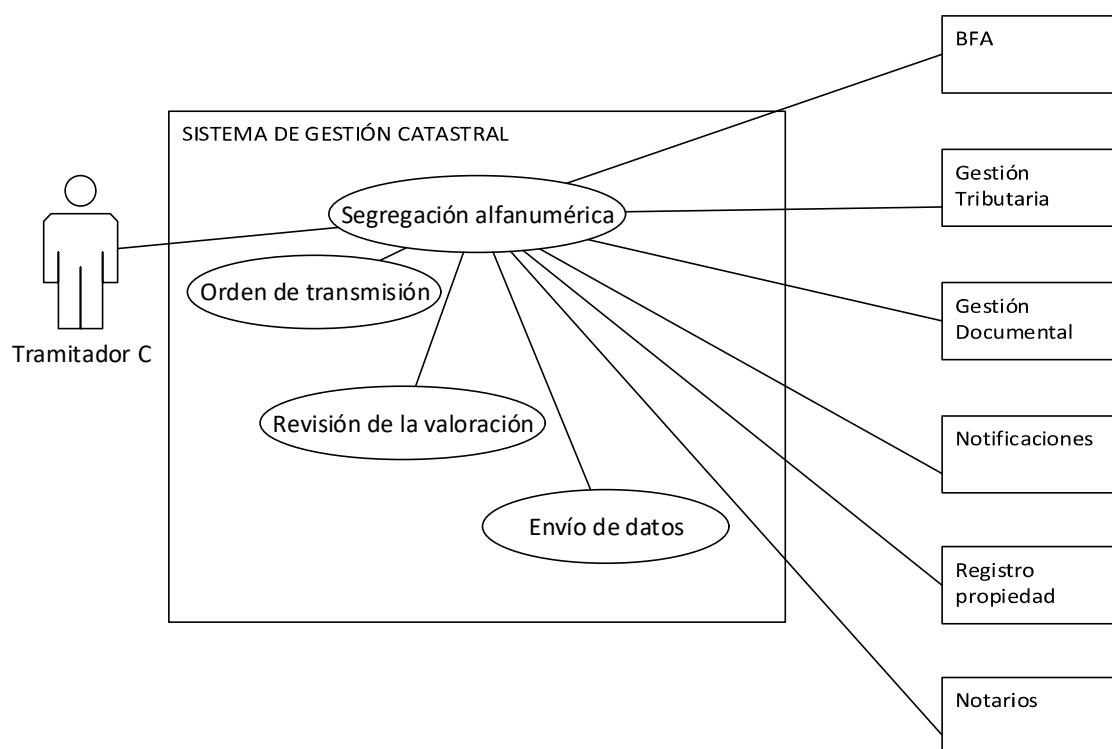 BFA
SISTEMA DE GESTIÓN CATASTRAL
Gestión
Tributaria
Segregación alfanumérica
Orden de transmisión
Gestión
Documental
Tramitador C
Revisión de la valoración
Notificaciones
Envío de datos
Registro
propiedad
Notarios